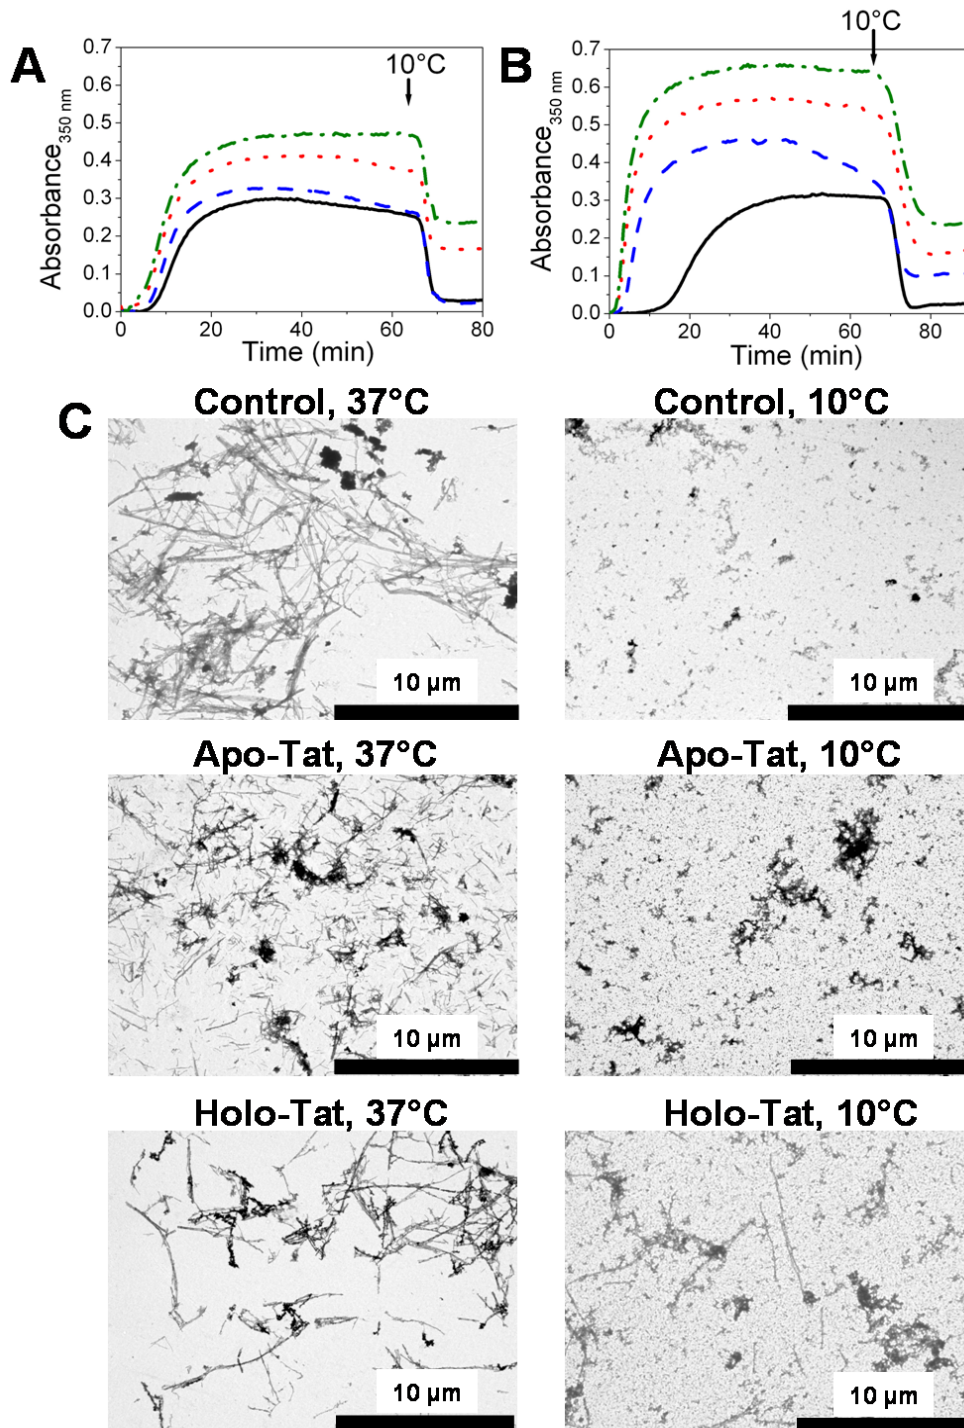 A
10°C
0.7
0.6
0.5
0.4
0.3
0.2
0.1
0.0
Absorbance350 nm
0 20 40 60 80
Time (min)
B
10°C
0.7
0.6
0.5
0.4
0.3
0.2
0.1
0.0
Absorbance350 nm
0 20 40 60 80
Time (min)
C
Control, 37°C
10 µm
Control, 10°C
10 µm
Apo-Tat, 37°C
10 µm
Apo-Tat, 10°C
10 µm
Holo-Tat, 37°C
10 µm
Holo-Tat, 10°C
10 µm